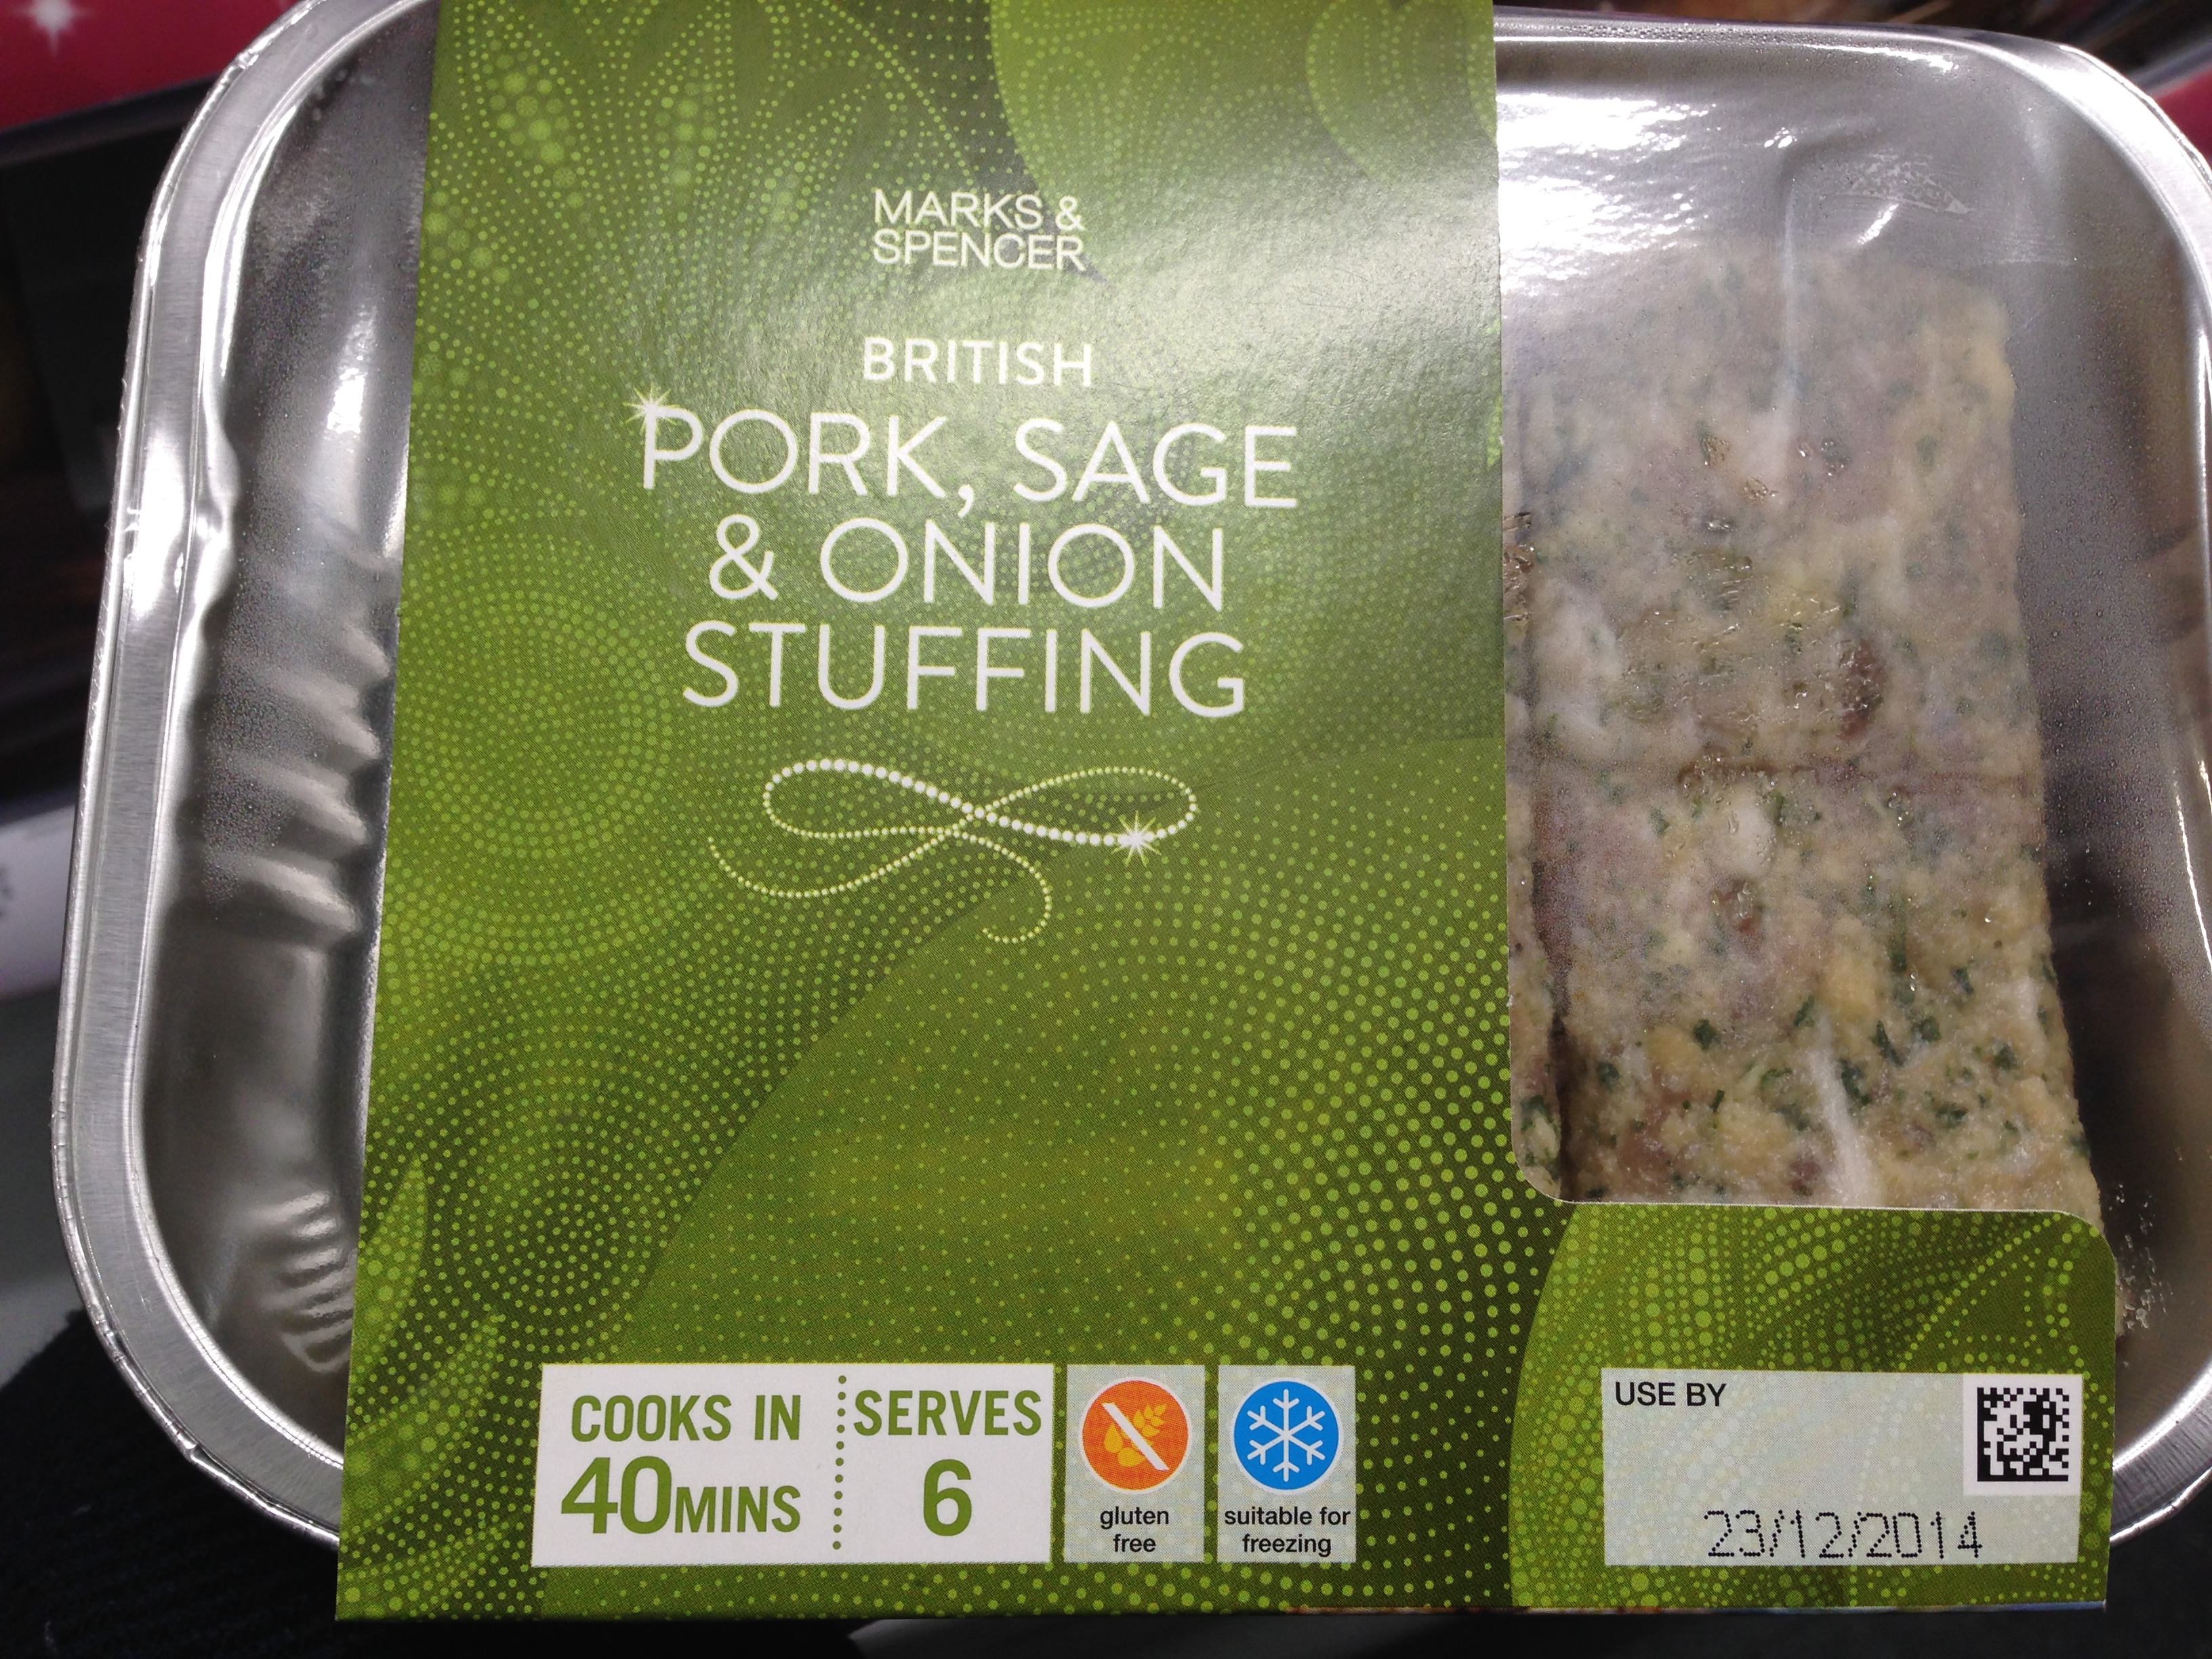 MARKS &
SPENCER
BRITISH
PORK, SAGE
& ONION
STUFFING
COOKS IN
40MINS
SERVES
6
gluten
free
suitable for
freezing
USE BY
23/12/2014